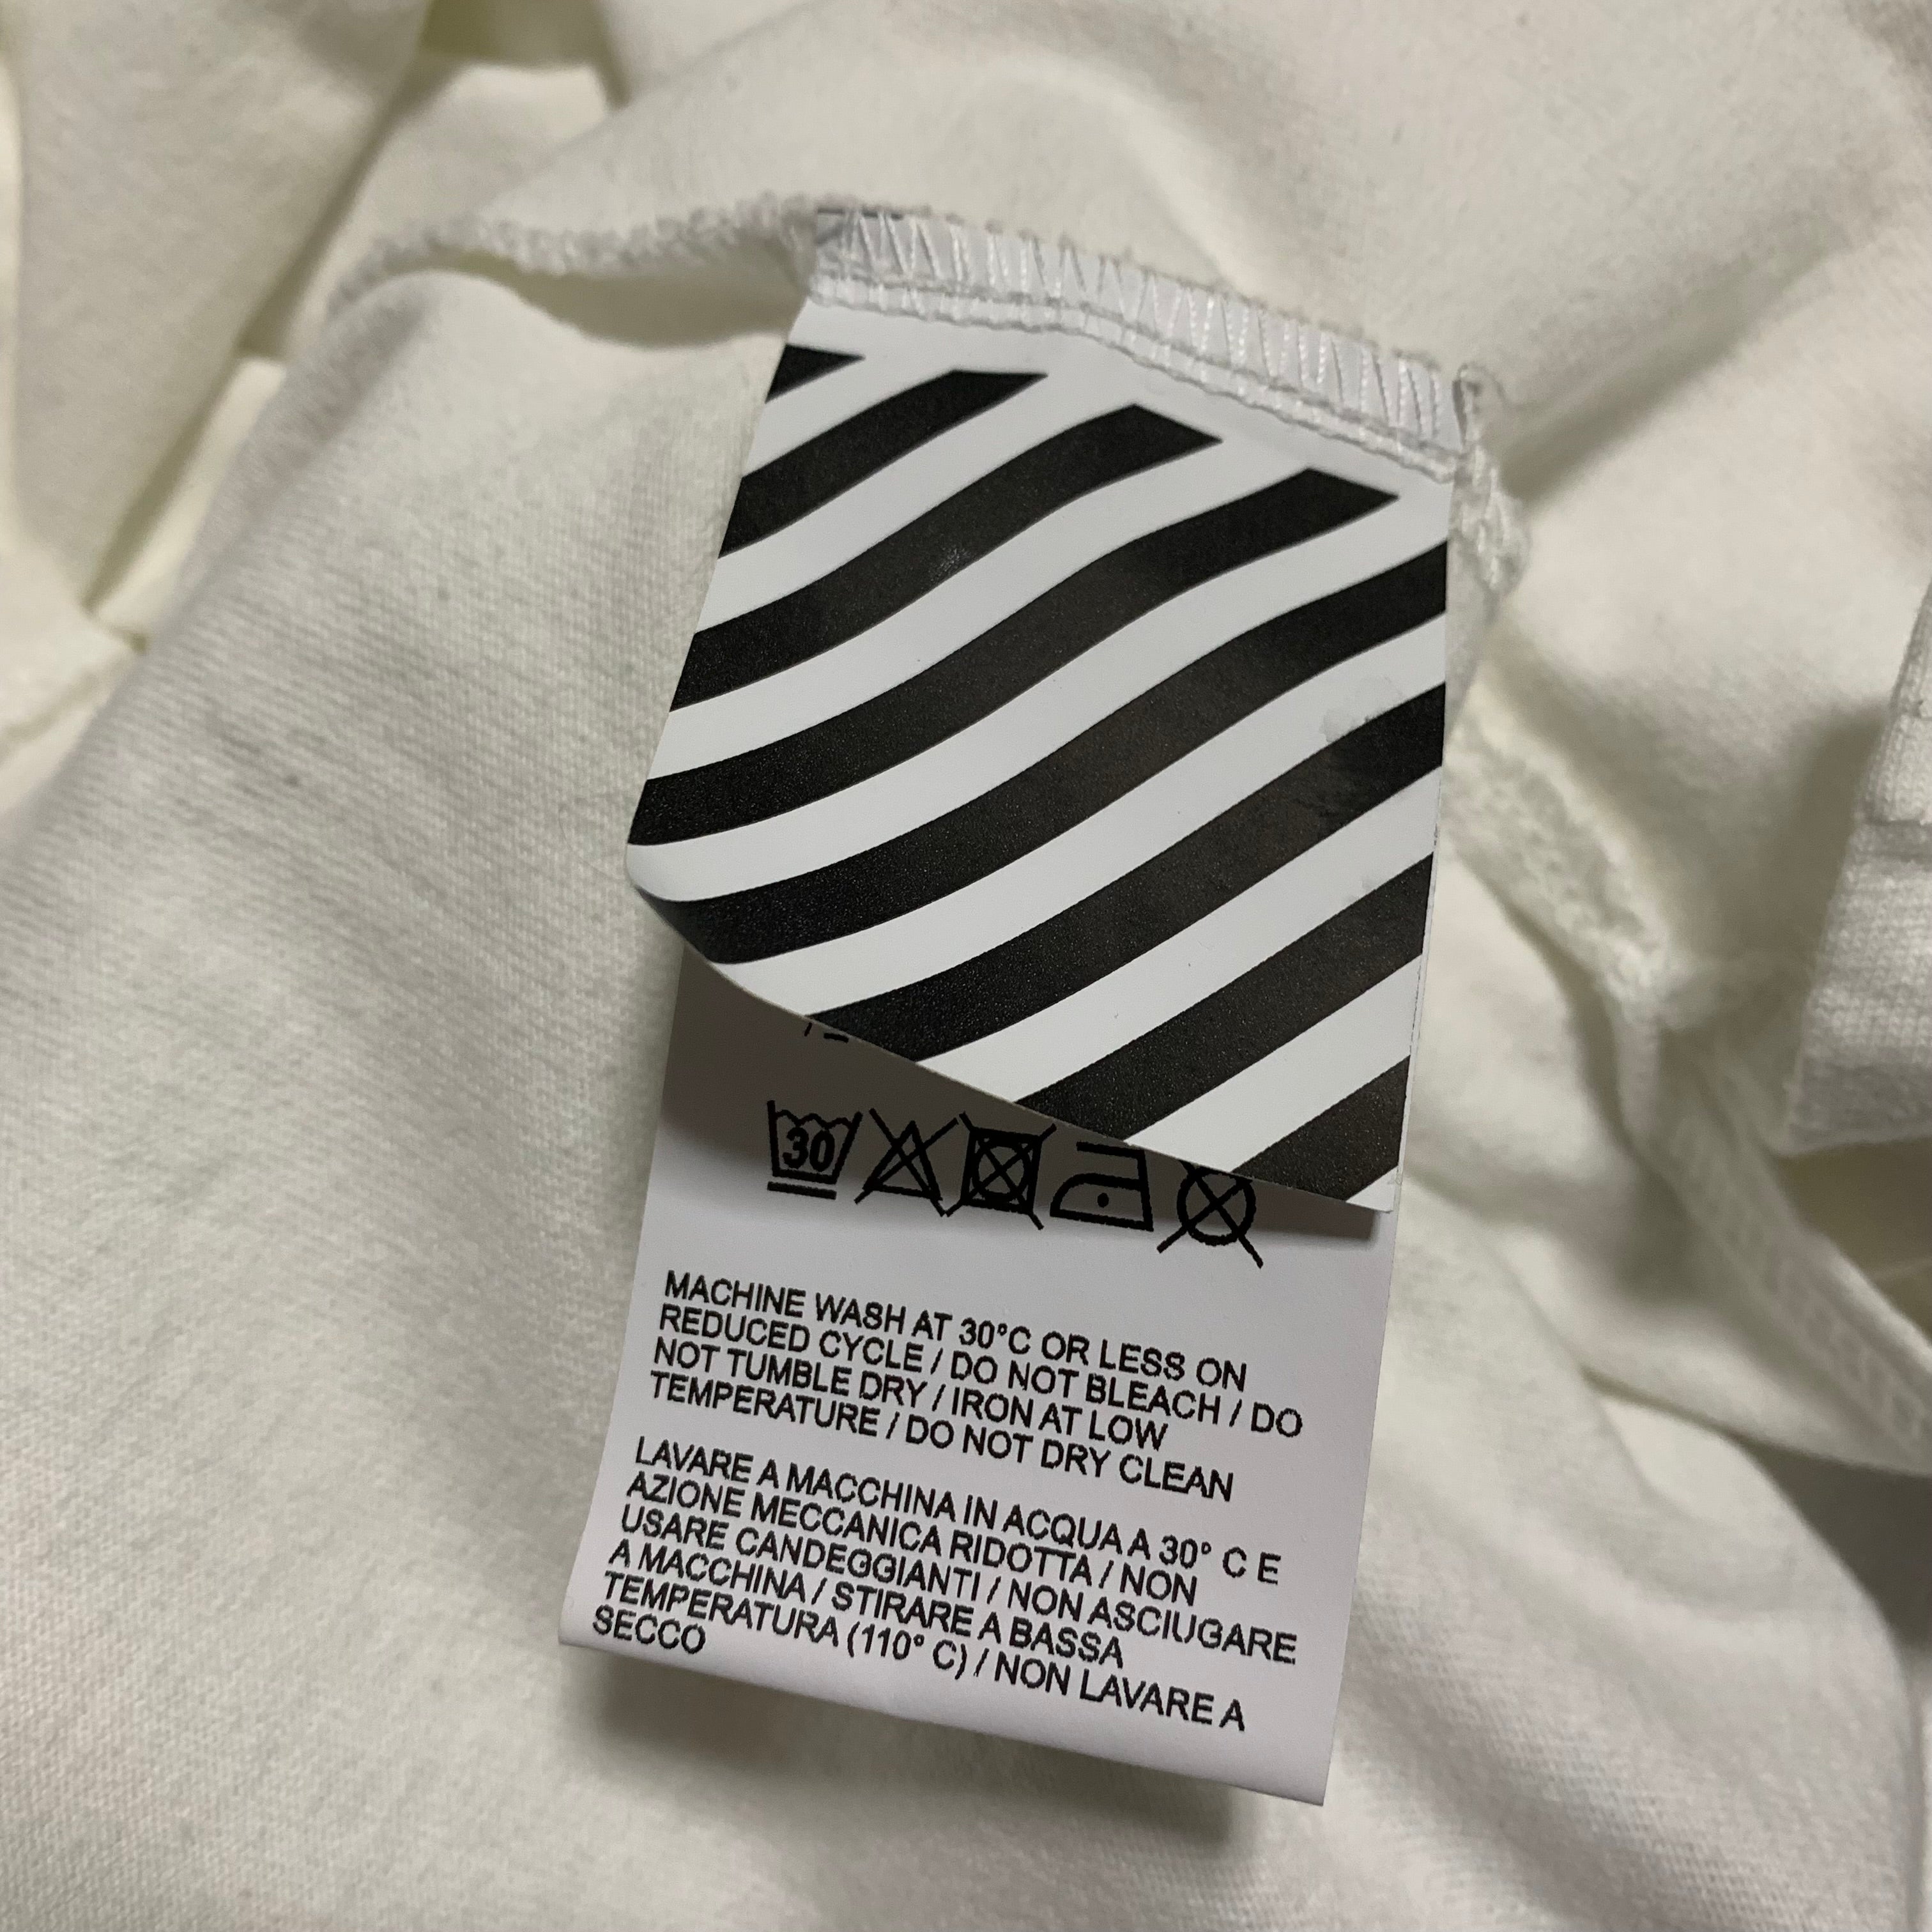 30
MACHINE WASH AT 30°C OR LESS ON
REDUCED CYCLE / DO NOT BLEACH / DO
NOT TUMBLE DRY / IRON AT LOW
TEMPERATURE / DO NOT DRY CLEAN
LAVARE A MACCHINA IN ACQUA A 30° C E
AZIONE MECCANICA RIDOTTA / NON
USARE CANDEGGIANTI / NON ASCIUGARE
A MACCHINA / STIRARE A BASSA
TEMPERATURA (110° C) / NON LAVARE A
SECCO